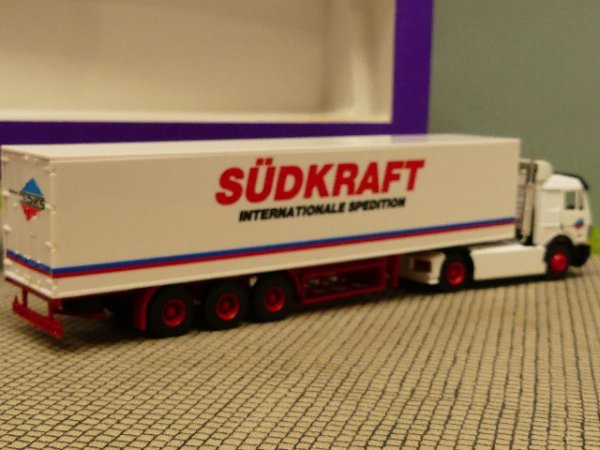 SÜDKRAFT
INTERNATIONALE SPEDITION